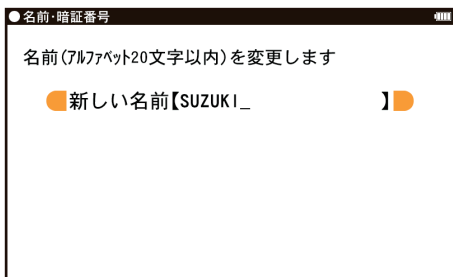 ●名前・暗証番号
名前(ｱﾙﾌｧﾍﾞｯﾄ20文字以内)を変更します
新しい名前【SUZUKI_ 】